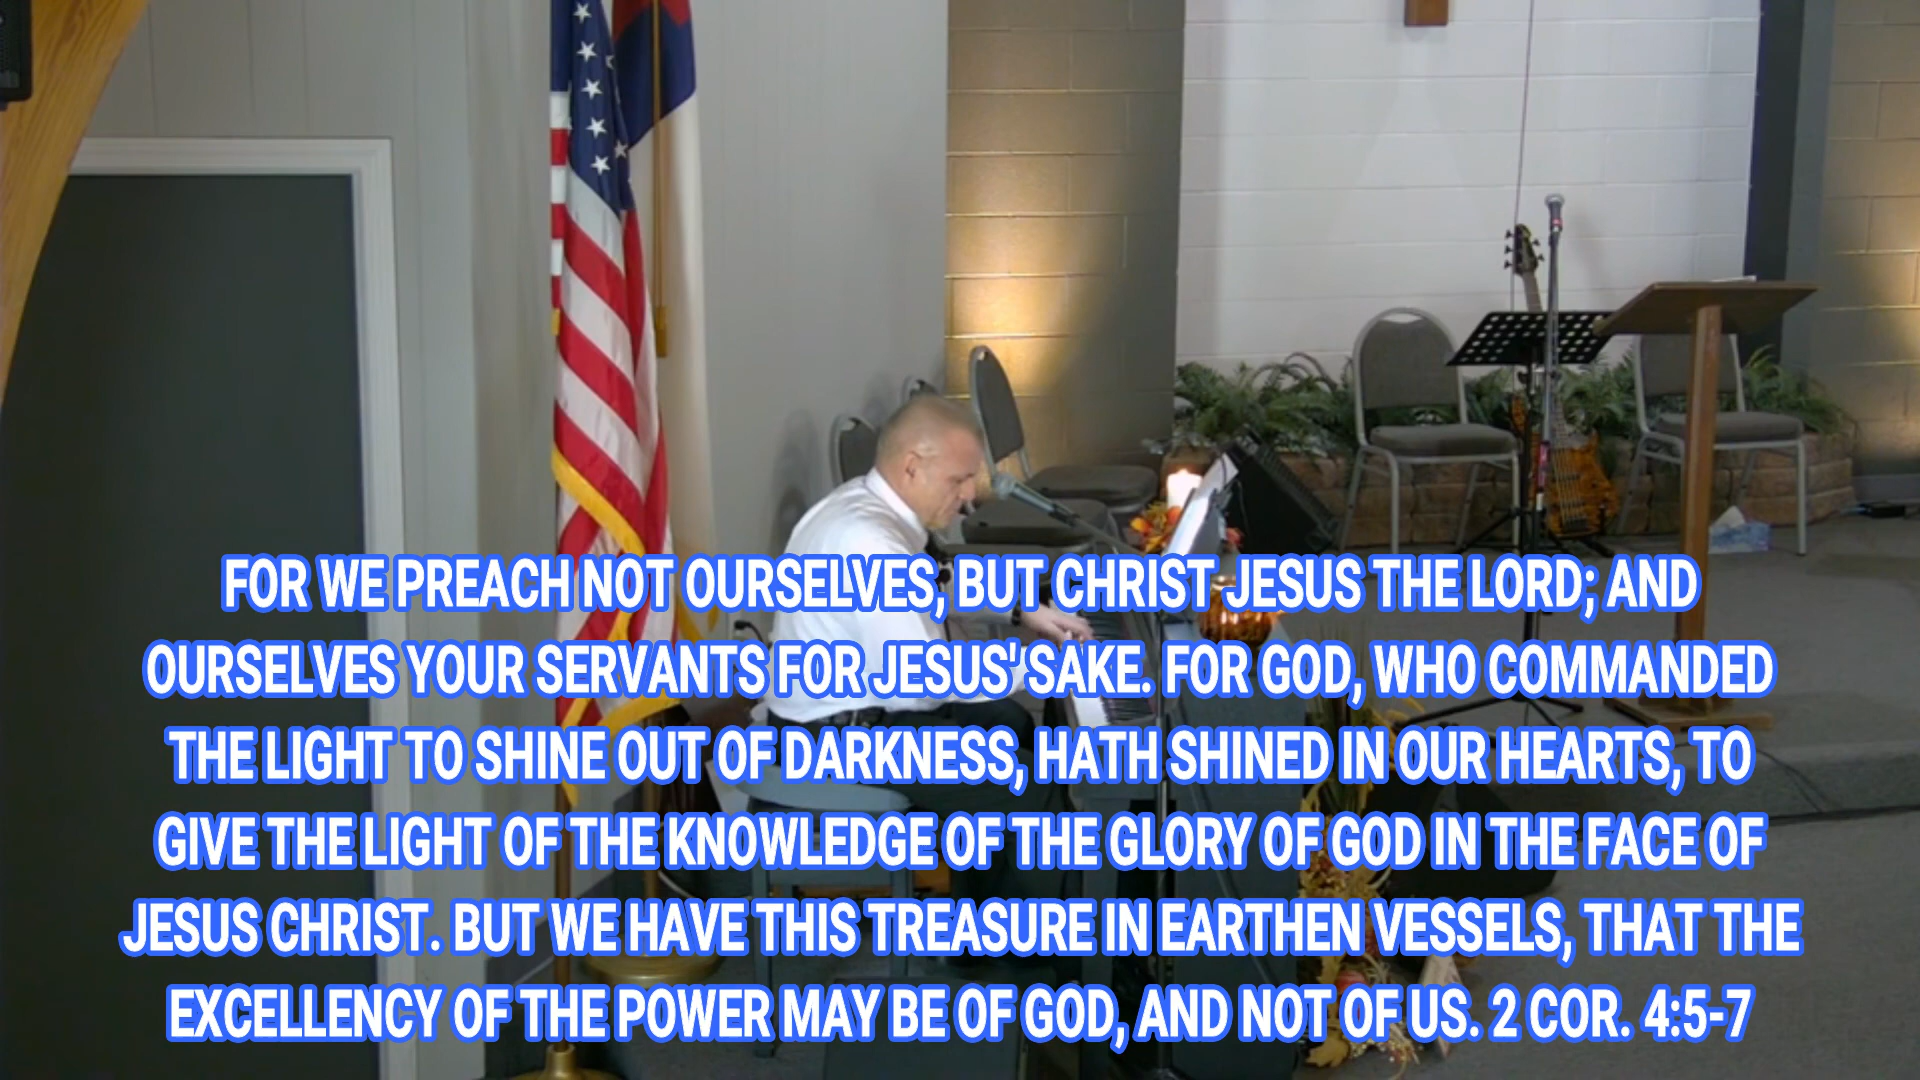 FOR WE PREACH NOT OURSELVES, BUT CHRIST JESUS THE LORD; AND
OURSELVES YOUR SERVANTS FOR JESUS' SAKE. FOR GOD, WHO COMMANDED
THE LIGHT TO SHINE OUT OF DARKNESS, HATH SHINED IN OUR HEARTS, TO
GIVE THE LIGHT OF THE KNOWLEDGE OF THE GLORY OF GOD IN THE FACE OF
JESUS CHRIST. BUT WE HAVE THIS TREASURE IN EARTHEN VESSELS, THAT THE
EXCELLENCY OF THE POWER MAY BE OF GOD, AND NOT OF US. 2 COR. 4:5-7